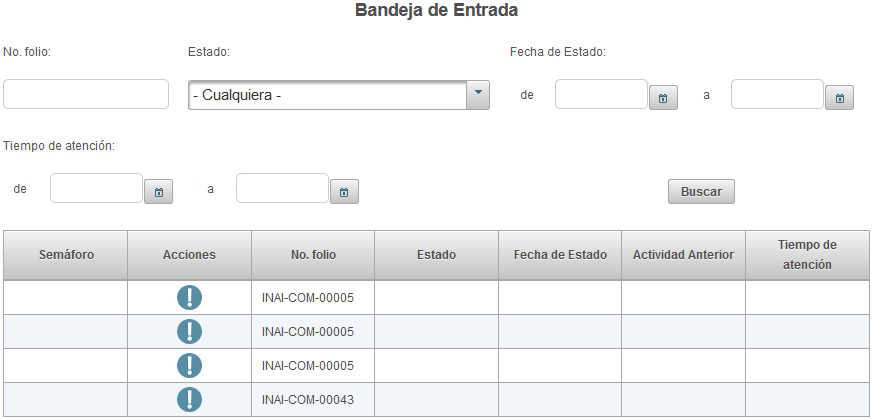 Bandeja de Entrada
No. folio: Estado: Fecha de Estado:
- Cualquiera - de a
Tiempo de atención:
de a Buscar
Semáforo Acciones No. folio Estado Fecha de Estado Actividad Anterior Tiempo de atención
INAI-COM-00005
INAI-COM-00005
INAI-COM-00005
INAI-COM-00043